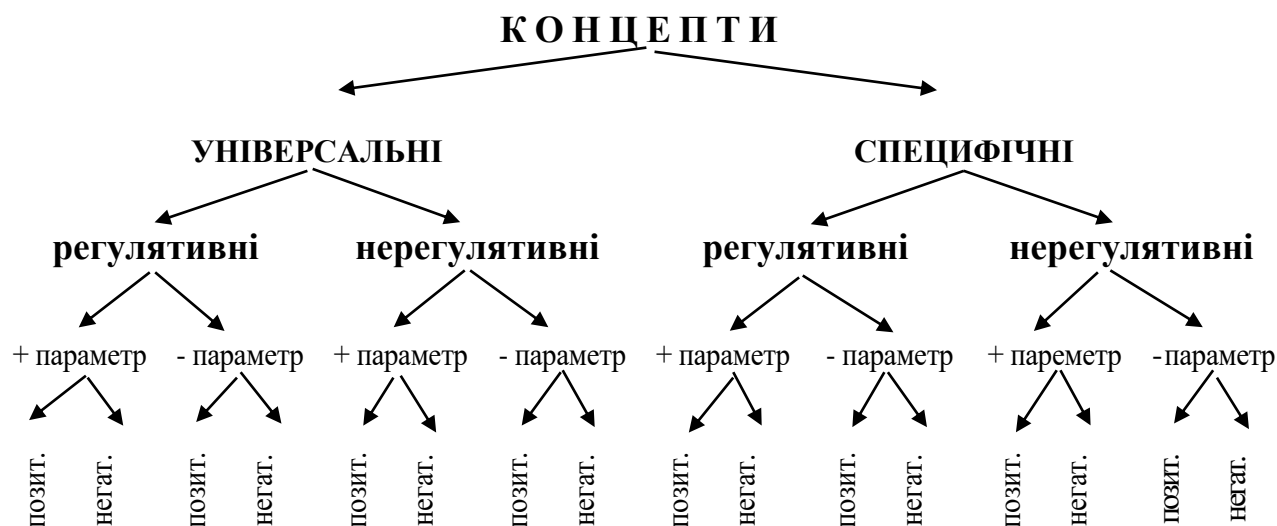 К О Н Ц Е П Т И
УНІВЕРСАЛЬНІ СПЕЦИФІЧНІ
регулятивні нерегулятивні регулятивні нерегулятивні
+ параметр - параметр + параметр - параметр + параметр - параметр +пареметр -параметр
позит. негат. позит. негат. позит. негат. позит. негат. позит. негат. позит. негат. позит. негат. позит. негат.